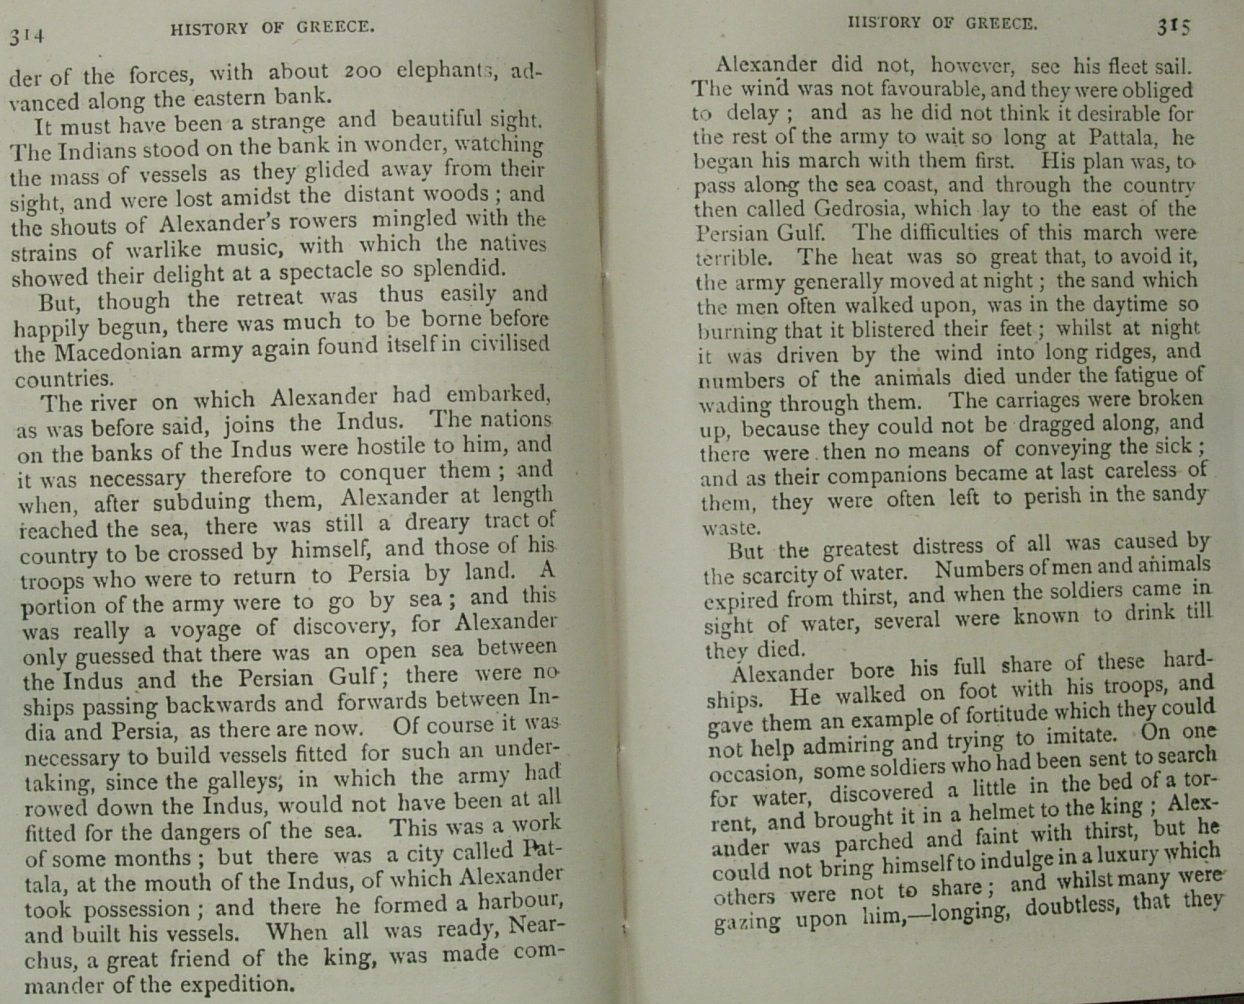 314
HISTORY OF GREECE.
der of the forces, with about 200 elephants, ad-
vanced along the eastern bank.
It must have been a strange and beautiful sight.
The Indians stood on the bank in wonder, watching
the mass of vessels as they glided away from their
sight, and were lost amidst the distant woods ; and
the shouts of Alexander's rowers mingled with the
strains of warlike music, with which the natives
showed their delight at a spectacle so splendid.
But, though the retreat was thus easily and
happily begun, there was much to be borne before
the Macedonian army again found itself in civilised
countries.
The river on which Alexander had embarked,
as was before said, joins the Indus. The nations
on the banks of the Indus were hostile to him, and
it was necessary therefore to conquer them ; and
when, after subduing them, Alexander at length
reached the sea, there was still a dreary tract of
country to be crossed by himself, and those of his
troops who were to return to Persia by land. A
portion of the army were to go by sea ; and this
was really a voyage of discovery, for Alexander
only guessed that there was an open sea between
the Indus and the Persian Gulf ; there were no
ships passing backwards and forwards between In-
dia and Persia, as there are now. Of course it was
necessary to build vessels fitted for such an under-
taking, since the galleys, in which the army had
rowed down the Indus, would not have been at all
fitted for the dangers of the sea. This was a work
of some months ; but there was a city called Pat-
tala, at the mouth of the Indus, of which Alexander
took possession ; and there he formed a harbour,
and built his vessels. When all was ready, Near-
chus, a great friend of the king, was made com-
mander of the expedition.
HISTORY OF GREECE.
315
Alexander did not, however, see his fleet sail.
The wind was not favourable, and they were obliged
to delay ; and as he did not think it desirable for
the rest of the army to wait so long at Pattala, he
began his march with them first. His plan was, to
pass along the sea coast, and through the country
then called Gedrosia, which lay to the east of the
Persian Gulf. The difficulties of this march were
terrible. The heat was so great that, to avoid it,
the army generally moved at night ; the sand which
the men often walked upon, was in the daytime so
burning that it blistered their feet ; whilst at night
it was driven by the wind into long ridges, and
numbers of the animals died under the fatigue of
wading through them. The carriages were broken
up, because they could not be dragged along, and
there were then no means of conveying the sick ;
and as their companions became at last careless of
them, they were often left to perish in the sandy
waste.
But the greatest distress of all was caused by
the scarcity of water. Numbers of men and animals
expired from thirst, and when the soldiers came in
sight of water, several were known to drink till
they died.
Alexander bore his full share of these hard-
ships. He walked on foot with his troops, and
gave them an example of fortitude which they could
not help admiring and trying to imitate. On one
occasion, some soldiers who had been sent to search
for water, discovered a little in the bed of a tor-
rent, and brought it in a helmet to the king ; Alex-
ander was parched and faint with thirst, but he
could not bring himself to indulge in a luxury which
others were not to share ; and whilst many were
gazing upon him,—longing, doubtless, that they